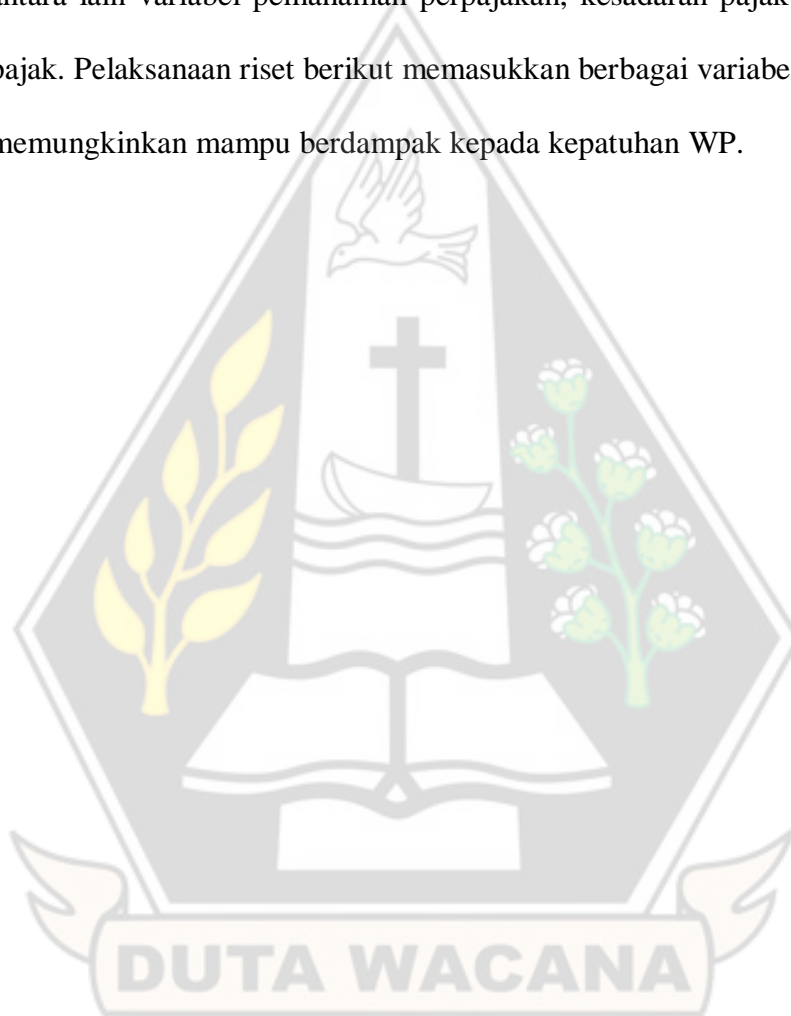 antara lain variabel pemahaman perpajakan, kesadaran pajak
pajak. Pelaksanaan riset berikut memasukkan berbagai
memungkinkan mampu berdampak kepada kepatuhan WP.
DUTA WACANA